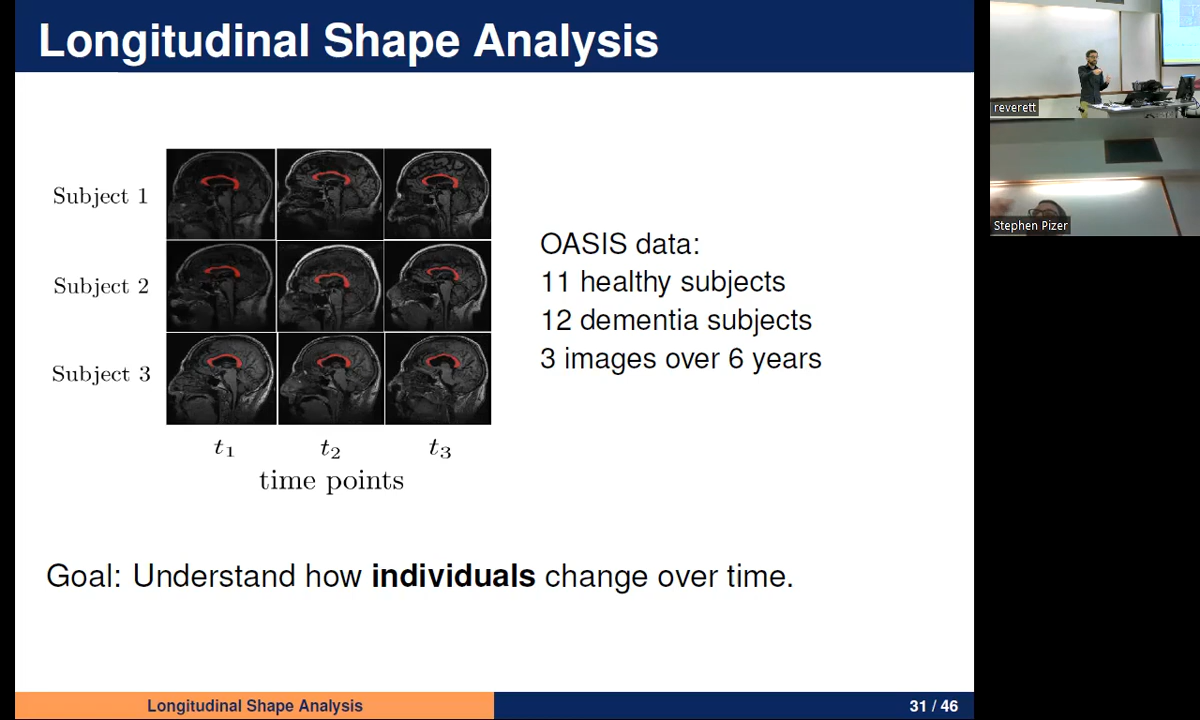 Longitudinal Shape Analysis
Subject 1
Subject 2
Subject 3
t1
t2
t3
time points
OASIS data:
11 healthy subjects
12 dementia subjects
3 images over 6 years
Goal: Understand how individuals change over time.
Longitudinal Shape Analysis
31 / 46
reverett
Stephen Pizer